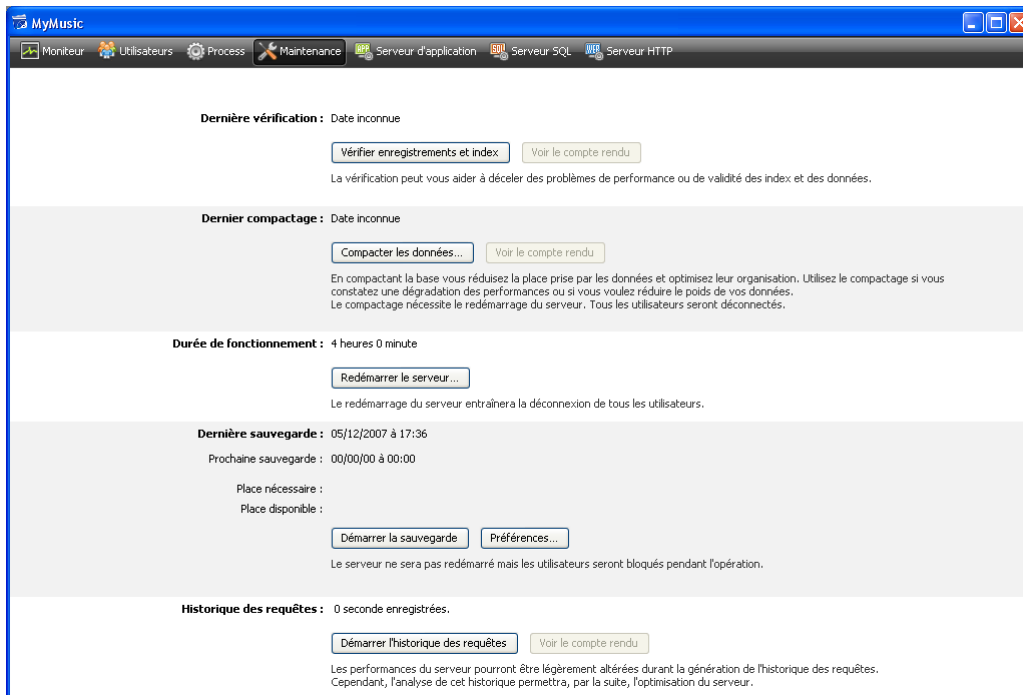 MyMusic
Moniteur Utilisateurs Process Maintenance Serveur d'application Serveur SQL Serveur HTTP
Dernière vérification : Date inconnue
Vérifier enregistrements et index Voir le compte rendu
La vérification peut vous aider à déceler des problèmes de performance ou de validité des index et des données.
Dernier compactage : Date inconnue
Compacter les données... Voir le compte rendu
En compactant la base vous réduisez la place prise par les données et optimisez leur organisation. Utilisez le compactage si vous
constatez une dégradation des performances ou si vous voulez réduire le poids de vos données.
Le compactage nécessite le redémarrage du serveur. Tous les utilisateurs seront déconnectés.
Durée de fonctionnement : 4 heures 0 minute
Redémarrer le serveur...
Le redémarrage du serveur entraînera la déconnexion de tous les utilisateurs.
Dernière sauvegarde : 05/12/2007 à 17:36
Prochaine sauvegarde : 00/00/00 à 00:00
Place nécessaire :
Place disponible :
Démarrer la sauvegarde Préférences...
Le serveur ne sera pas redémarré mais les utilisateurs seront bloqués pendant l'opération.
Historique des requêtes : 0 seconde enregistrées.
Démarrer l'historique des requêtes Voir le compte rendu
Les performances du serveur pourront être légèrement altérées durant la génération de l'historique des requêtes.
Cependant, l'analyse de cet historique permettra, par la suite, l'optimisation du serveur.